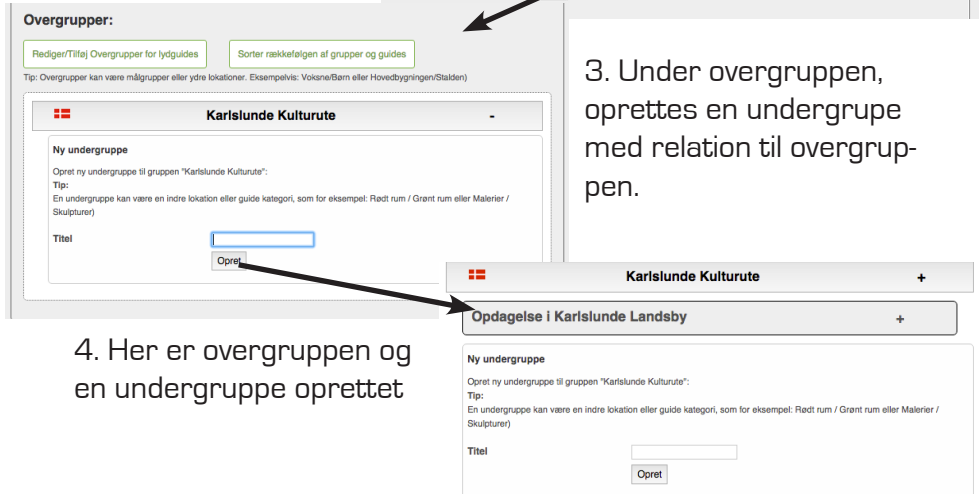 Overgrupper:
Rediger/Tilføj Overgrupper for lydguides
Sorter rækkefølgen af grupper og guides
Tip: Overgrupper kan være målgrupper eller ydre lokationer. Eksempelvis: Voksne/Børn eller Hovedbygningen/Stalden)
Karlslunde Kulturute -
Ny undergruppe
Opret ny undergruppe til gruppen "Karlslunde Kulturute":
Tip:
En undergruppe kan være en indre lokation eller guide kategori, som for eksempel: Rødt rum / Grønt rum eller Malerier /
Skulpturer)
Titel
Opret
3. Under overgruppen,
oprettes en undergrupe
med relation til overgrup-
pen.
4. Her er overgruppen og
en undergruppe oprettet
Karlslunde Kulturute +
Opdagelse i Karlslunde Landsby +
Ny undergruppe
Opret ny undergruppe til gruppen "Karlslunde Kulturute":
Tip:
En undergruppe kan være en indre lokation eller guide kategori, som for eksempel: Rødt rum / Grønt rum eller Malerier /
Skulpturer)
Titel
Opret